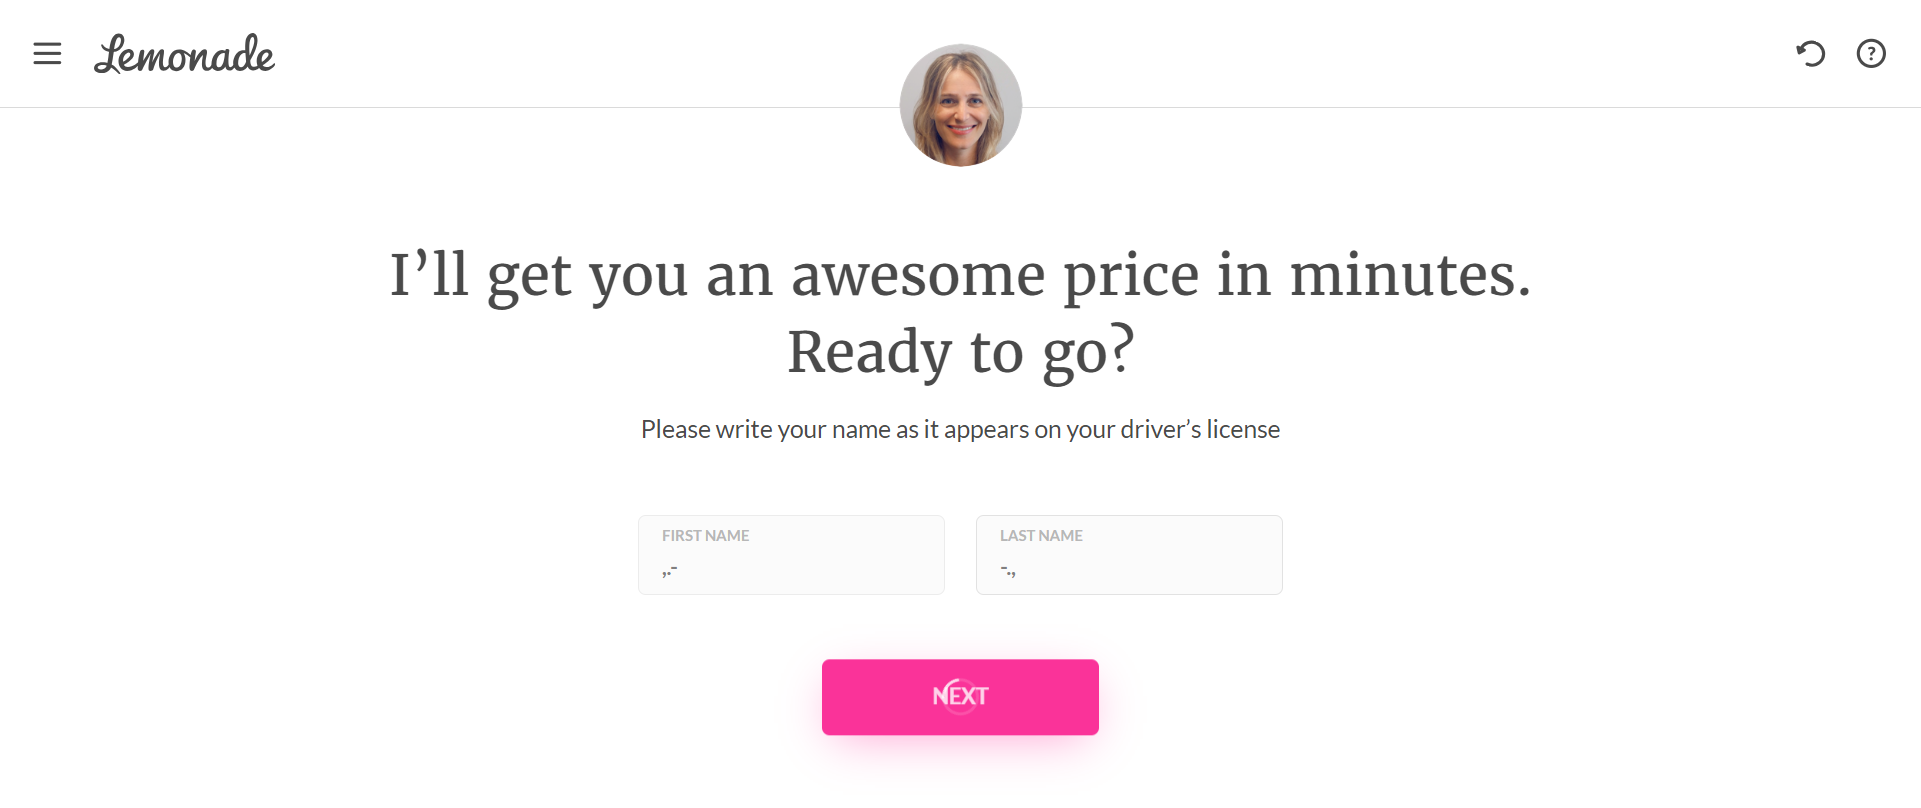 Lemonade
?
I’ll get you an awesome price in minutes.
Ready to go?
Please write your name as it appears on your driver’s license
FIRST NAME
,.-
LAST NAME
-.,
NEXT